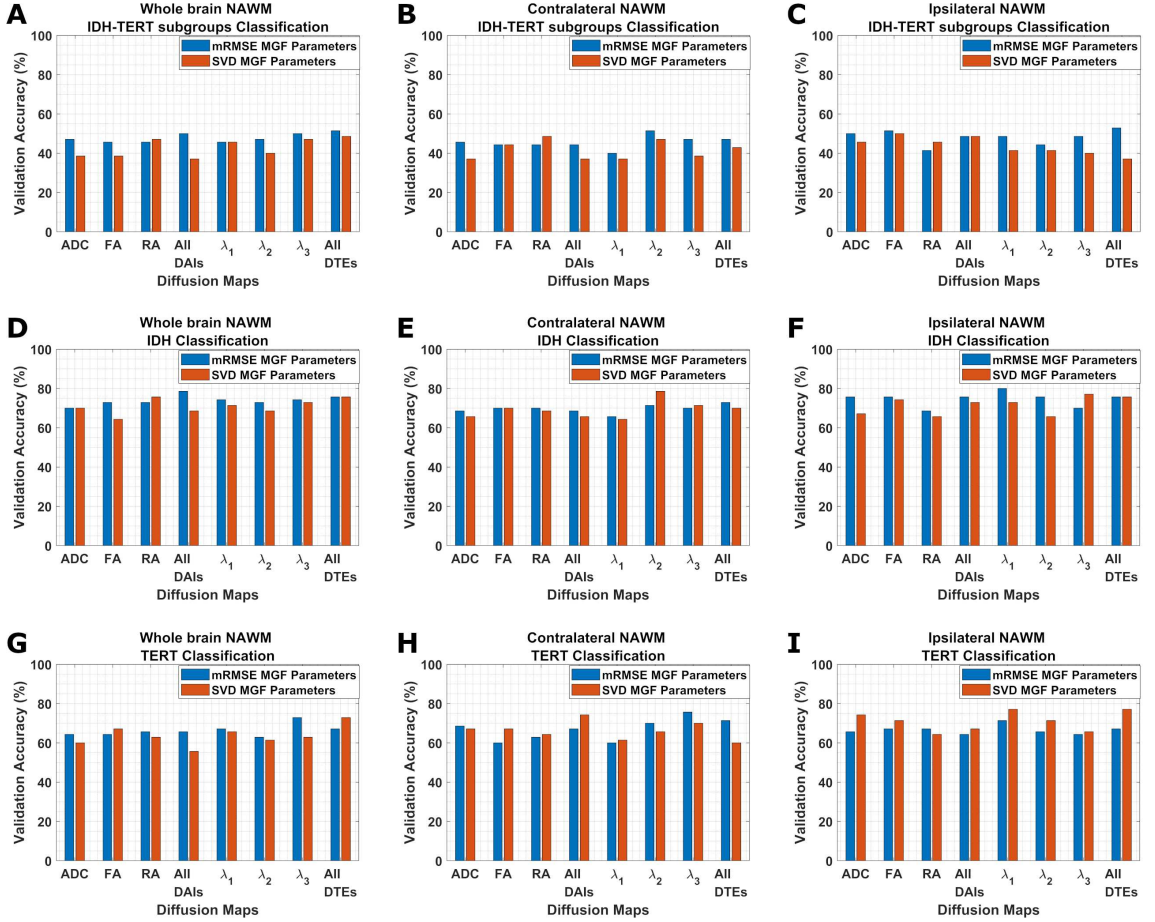 A
Whole brain NAWM
IDH-TERT subgroups Classification
mRMSE MGF Parameters
SVD MGF Parameters
Validation Accuracy (%)
100
80
60
40
20
0
ADC FA RA All DAIs λ1 λ2 λ3 All DTEs
Diffusion Maps
B
Contralateral NAWM
IDH-TERT subgroups Classification
mRMSE MGF Parameters
SVD MGF Parameters
Validation Accuracy (%)
100
80
60
40
20
0
ADC FA RA All DAIs λ1 λ2 λ3 All DTEs
Diffusion Maps
C
Ipsilateral NAWM
IDH-TERT subgroups Classification
mRMSE MGF Parameters
SVD MGF Parameters
Validation Accuracy (%)
100
80
60
40
20
0
ADC FA RA All DAIs λ1 λ2 λ3 All DTEs
Diffusion Maps
D
Whole brain NAWM
IDH Classification
mRMSE MGF Parameters
SVD MGF Parameters
Validation Accuracy (%)
100
80
60
40
20
0
ADC FA RA All DAIs λ1 λ2 λ3 All DTEs
Diffusion Maps
E
Contralateral NAWM
IDH Classification
mRMSE MGF Parameters
SVD MGF Parameters
Validation Accuracy (%)
100
80
60
40
20
0
ADC FA RA All DAIs λ1 λ2 λ3 All DTEs
Diffusion Maps
F
Ipsilateral NAWM
IDH Classification
mRMSE MGF Parameters
SVD MGF Parameters
Validation Accuracy (%)
100
80
60
40
20
0
ADC FA RA All DAIs λ1 λ2 λ3 All DTEs
Diffusion Maps
G
Whole brain NAWM
TERT Classification
mRMSE MGF Parameters
SVD MGF Parameters
Validation Accuracy (%)
100
80
60
40
20
0
ADC FA RA All DAIs λ1 λ2 λ3 All DTEs
Diffusion Maps
H
Contralateral NAWM
TERT Classification
mRMSE MGF Parameters
SVD MGF Parameters
Validation Accuracy (%)
100
80
60
40
20
0
ADC FA RA All DAIs λ1 λ2 λ3 All DTEs
Diffusion Maps
I
Ipsilateral NAWM
TERT Classification
mRMSE MGF Parameters
SVD MGF Parameters
Validation Accuracy (%)
100
80
60
40
20
0
ADC FA RA All DAIs λ1 λ2 λ3 All DTEs
Diffusion Maps